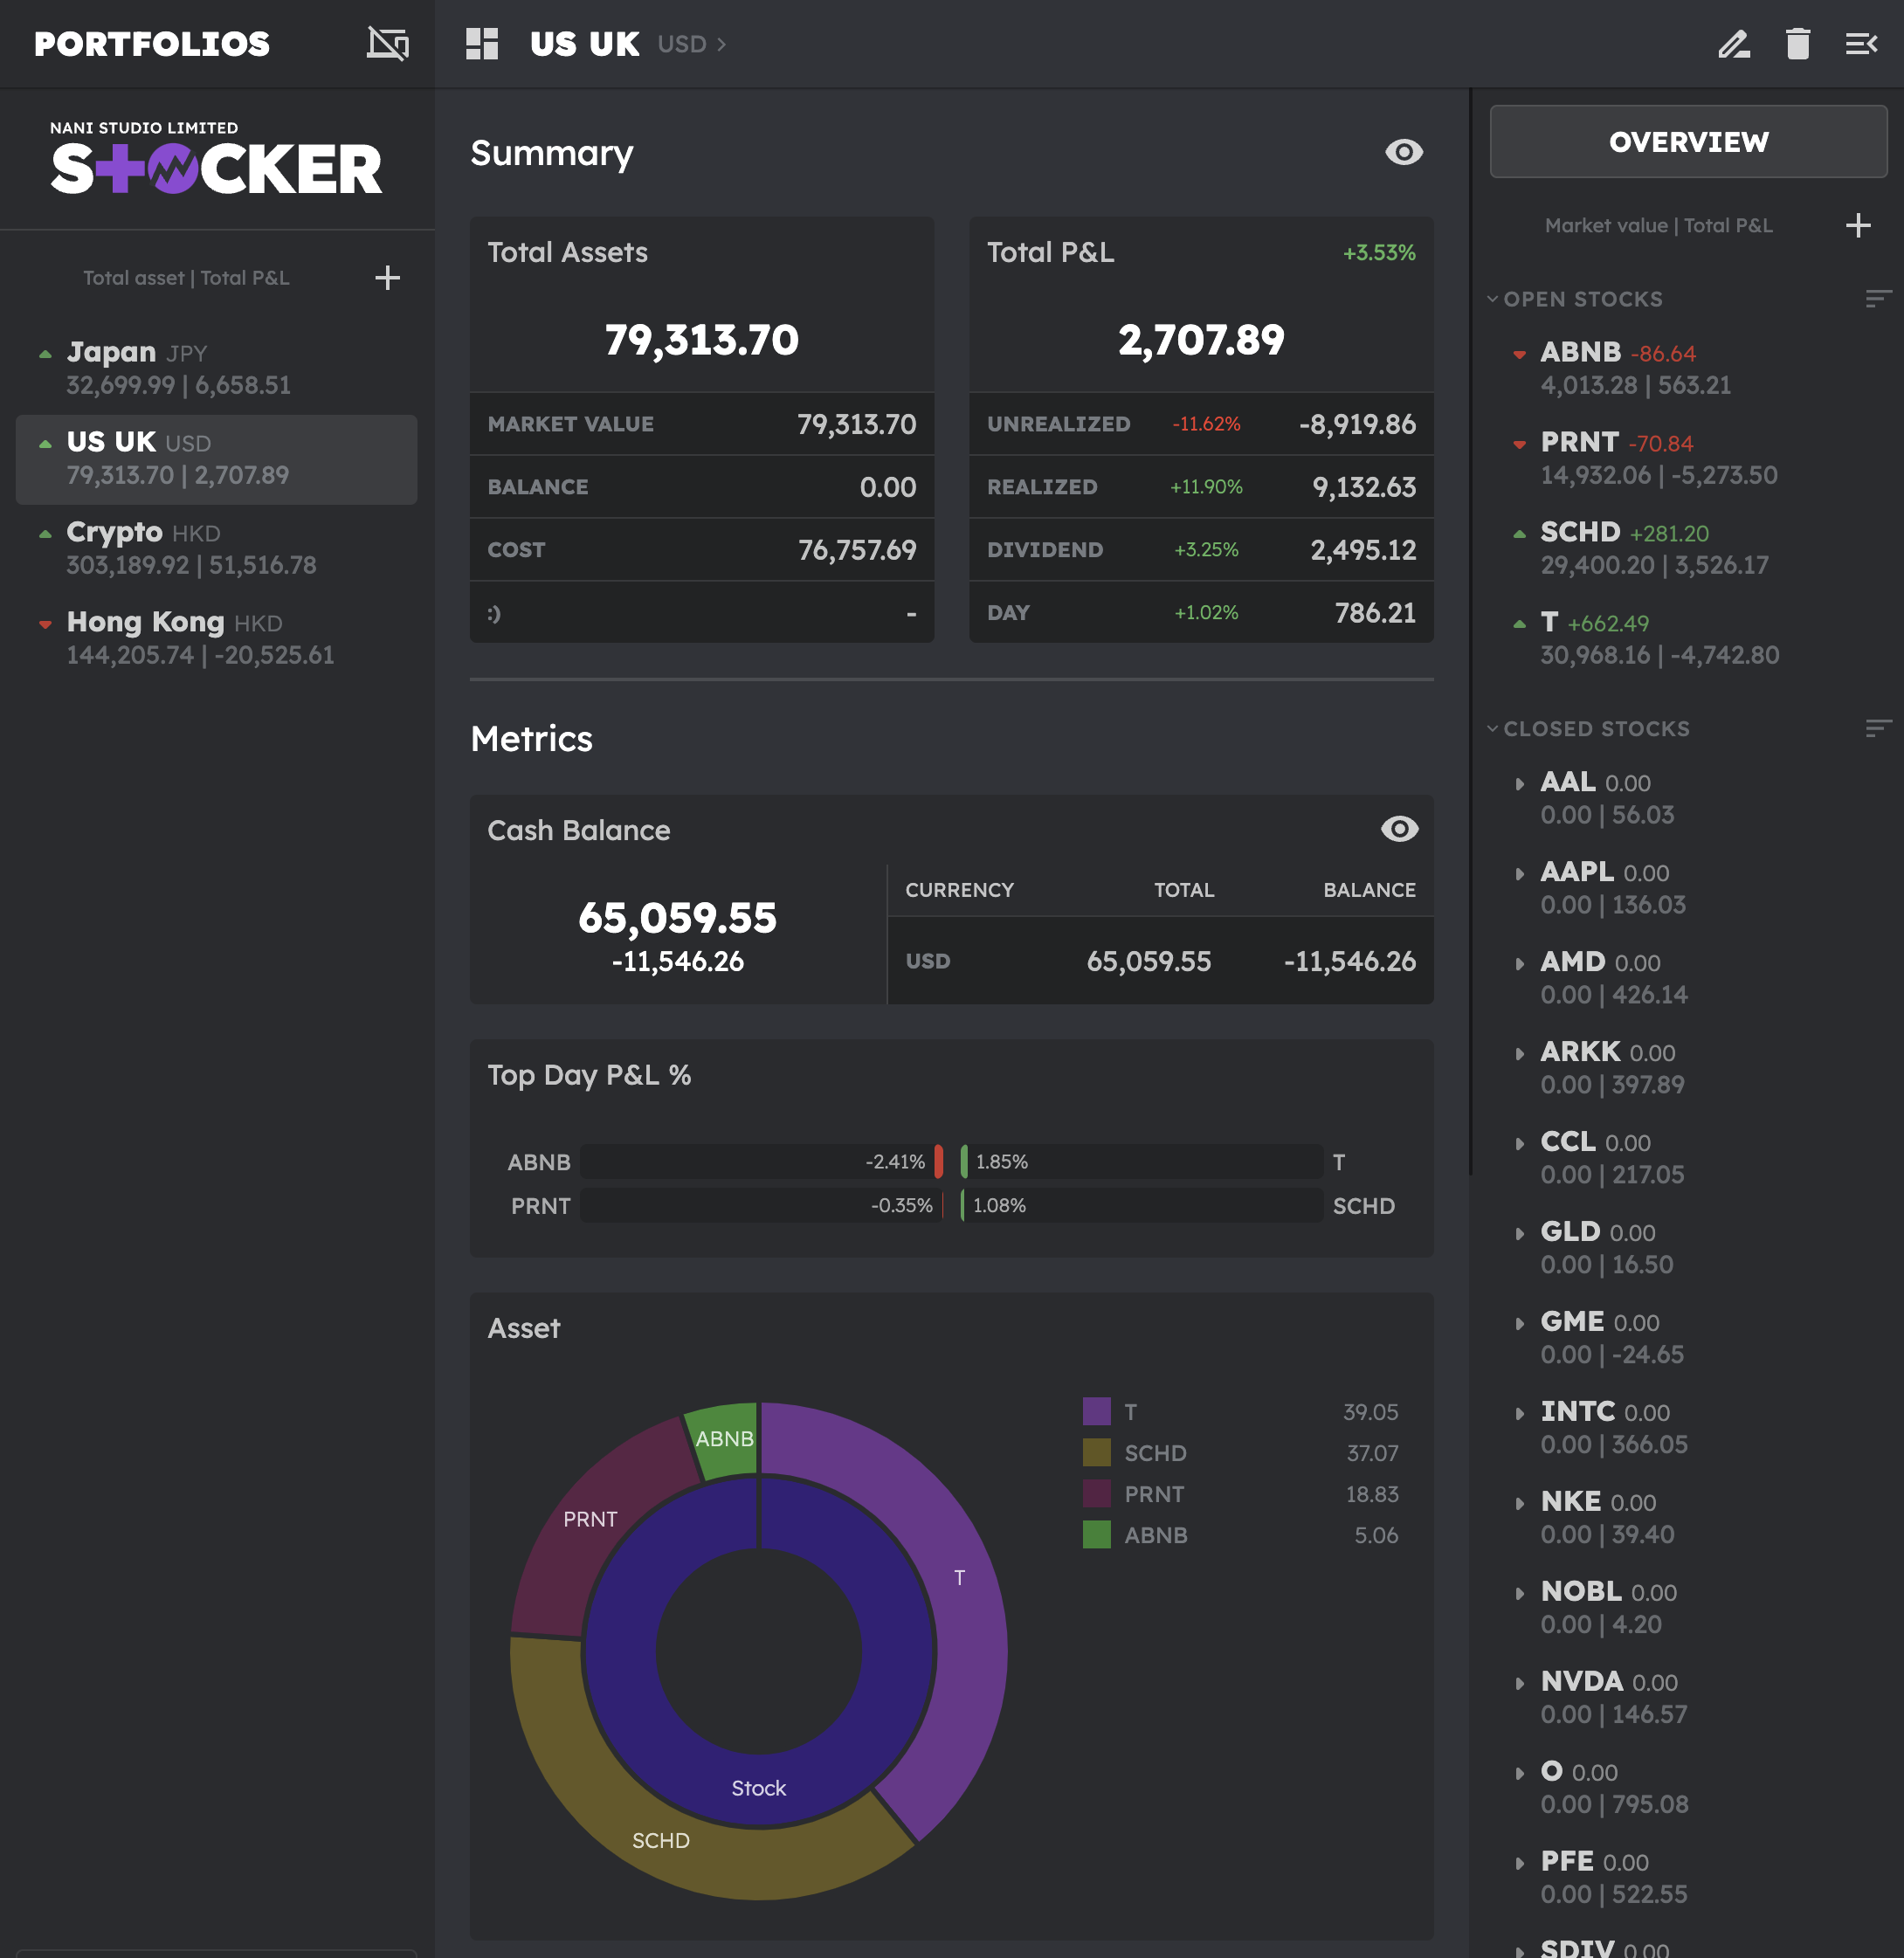 PORTFOLIOS
NANI STUDIO LIMITED
STOCKER
Total asset | Total P&L
Japan JPY
32,699.99 | 6,658.51
US UK USD
79,313.70 | 2,707.89
Crypto HKD
303,189.92 | 51,516.78
Hong Kong HKD
144,205.74 | -20,525.61
US UK USD >
Summary
Total Assets
79,313.70
MARKET VALUE 79,313.70
BALANCE 0.00
COST 76,757.69
:) -
Total P&L +3.53%
2,707.89
UNREALIZED -11.62% -8,919.86
REALIZED +11.90% 9,132.63
DIVIDEND +3.25% 2,495.12
DAY +1.02% 786.21
Metrics
Cash Balance
65,059.55
-11,546.26
CURRENCY TOTAL BALANCE
USD 65,059.55 -11,546.26
Top Day P&L %
ABNB -2.41% 1.85% T
PRNT -0.35% 1.08% SCHD
Asset
ABNB
PRNT
T
Stock
SCHD
T 39.05
SCHD 37.07
PRNT 18.83
ABNB 5.06
OVERVIEW
Market value | Total P&L
OPEN STOCKS
ABNB -86.64
4,013.28 | 563.21
PRNT -70.84
14,932.06 | -5,273.50
SCHD +281.20
29,400.20 | 3,526.17
T +662.49
30,968.16 | -4,742.80
CLOSED STOCKS
AAL 0.00
0.00 | 56.03
AAPL 0.00
0.00 | 136.03
AMD 0.00
0.00 | 426.14
ARKK 0.00
0.00 | 397.89
CCL 0.00
0.00 | 217.05
GLD 0.00
0.00 | 16.50
GME 0.00
0.00 | -24.65
INTC 0.00
0.00 | 366.05
NKE 0.00
0.00 | 39.40
NOBL 0.00
0.00 | 4.20
NVDA 0.00
0.00 | 146.57
O 0.00
0.00 | 795.08
PFE 0.00
0.00 | 522.55
SDIV 0.00